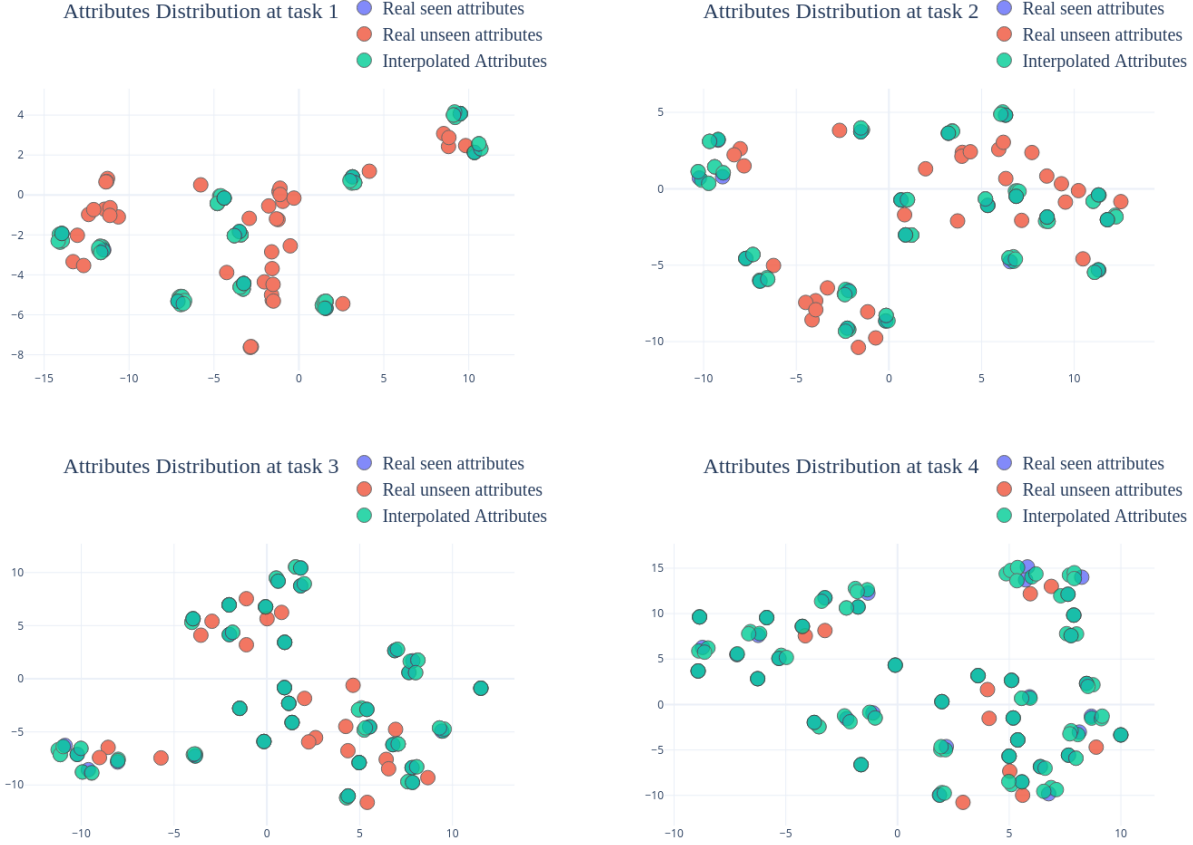 Attributes Distribution at task 1
Real seen attributes
Real unseen attributes
Interpolated Attributes
4
2
0
−2
−4
−6
−8
−15
−10
−5
0
5
10
Attributes Distribution at task 2
Real seen attributes
Real unseen attributes
Interpolated Attributes
5
0
−5
−10
−10
−5
0
5
10
Attributes Distribution at task 3
Real seen attributes
Real unseen attributes
Interpolated Attributes
10
5
0
−5
−10
−10
−5
0
5
10
Attributes Distribution at task 4
Real seen attributes
Real unseen attributes
Interpolated Attributes
15
10
5
0
−5
−10
−10
−5
0
5
10